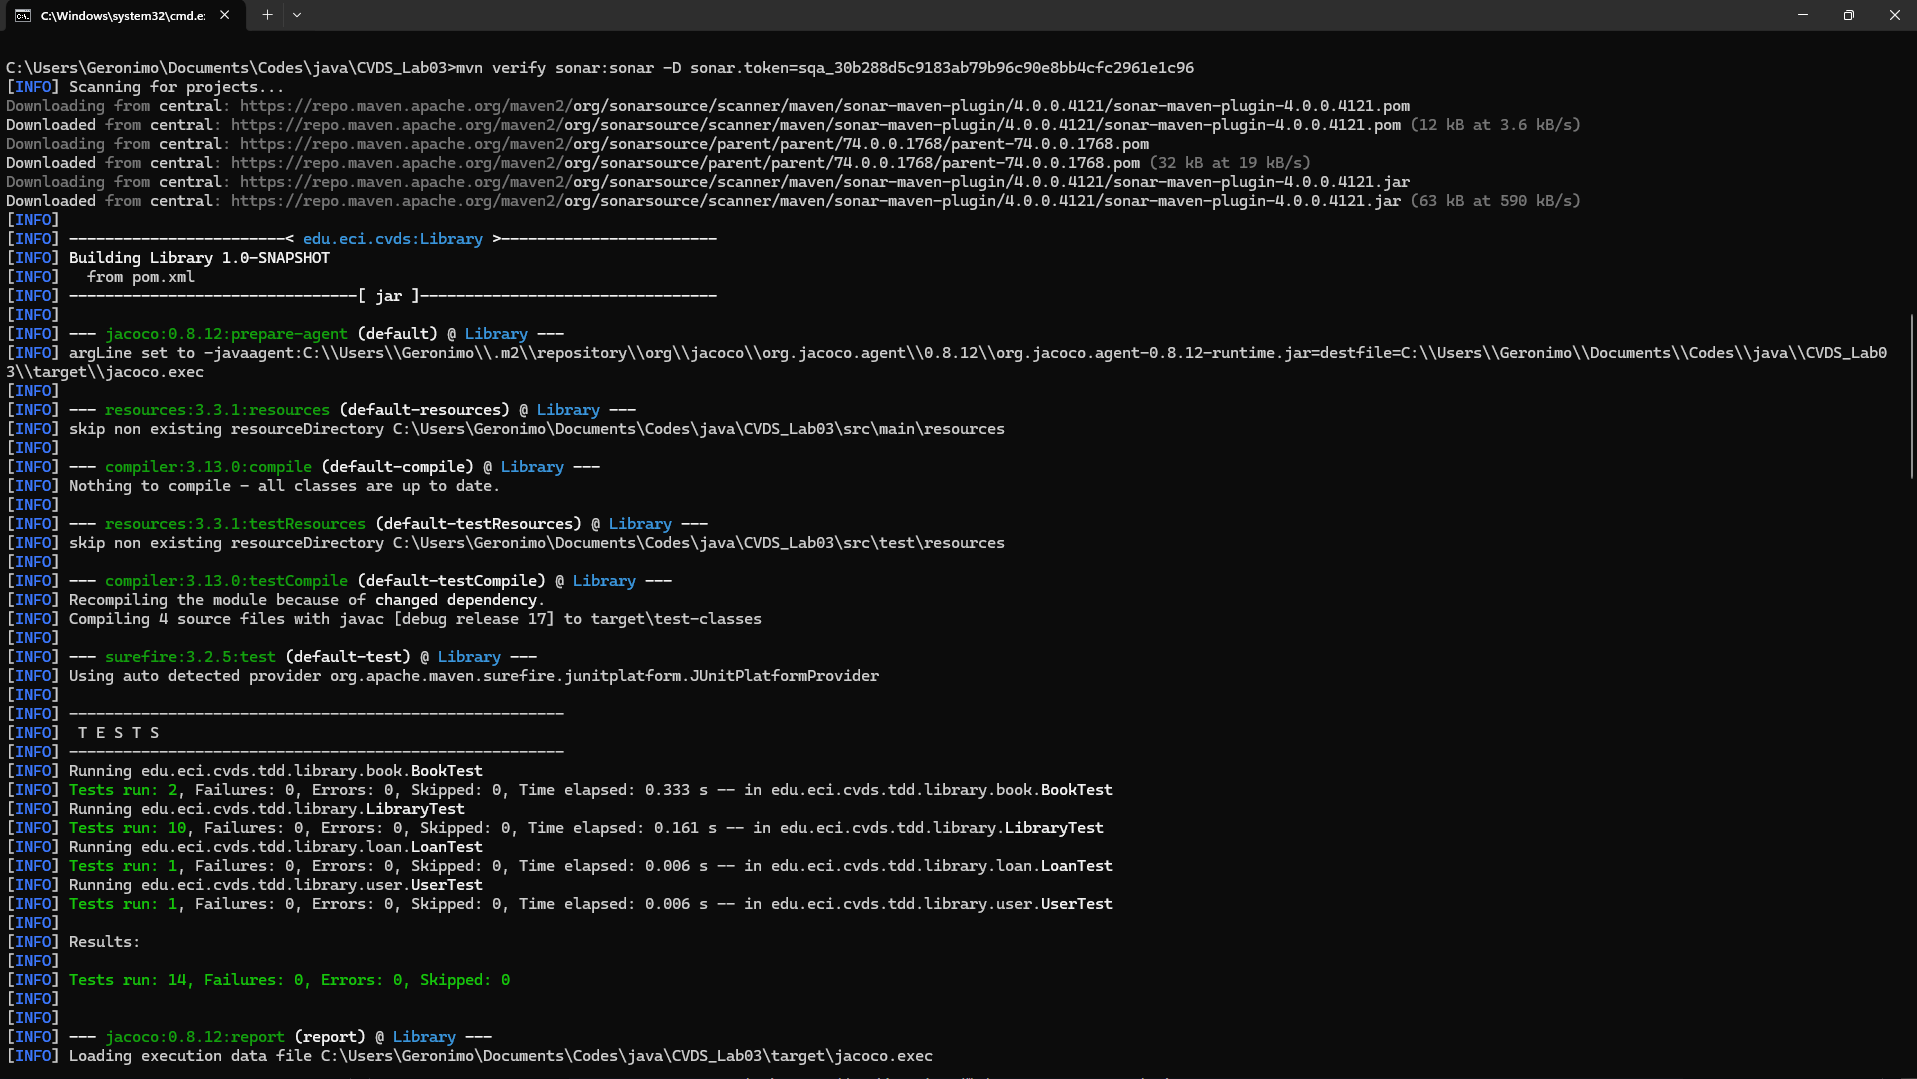 C:\Windows\system32\cmd.e:
C:\Users\Geronimo\Documents\Codes\java\CVDS_Lab03>mvn verify sonar:sonar -D sonar.token=sqa_30b288d5c9183ab79b96c90e8bb4cfc2961e1c96
[INFO] Scanning for projects...
Downloading from central: https://repo.maven.apache.org/maven2/org/sonarsource/scanner/maven/sonar-maven-plugin/4.0.0.4121/sonar-maven-plugin-4.0.0.4121.pom
Downloaded from central: https://repo.maven.apache.org/maven2/org/sonarsource/scanner/maven/sonar-maven-plugin/4.0.0.4121/sonar-maven-plugin-4.0.0.4121.pom (12 kB at 3.6 kB/s)
Downloading from central: https://repo.maven.apache.org/maven2/org/sonarsource/parent/parent/74.0.0.1768/parent-74.0.0.1768.pom
Downloaded from central: https://repo.maven.apache.org/maven2/org/sonarsource/parent/parent/74.0.0.1768/parent-74.0.0.1768.pom (32 kB at 19 kB/s)
Downloading from central: https://repo.maven.apache.org/maven2/org/sonarsource/scanner/maven/sonar-maven-plugin/4.0.0.4121/sonar-maven-plugin-4.0.0.4121.jar
Downloaded from central: https://repo.maven.apache.org/maven2/org/sonarsource/scanner/maven/sonar-maven-plugin/4.0.0.4121/sonar-maven-plugin-4.0.0.4121.jar (63 kB at 590 kB/s)
[INFO]
[INFO] ------------------------< edu.eci.cvds:Library >------------------------
[INFO] Building Library 1.0-SNAPSHOT
[INFO]   from pom.xml
[INFO] --------------------------------[ jar ]---------------------------------
[INFO]
[INFO] --- jacoco:0.8.12:prepare-agent (default) @ Library ---
[INFO] argLine set to -javaagent:C:\\Users\\Geronimo\\.m2\\repository\\org\\jacoco\\org.jacoco.agent\\0.8.12\\org.jacoco.agent-0.8.12-runtime.jar=destfile=C:\\Users\\Geronimo\\Documents\\Codes\\java\\CVDS_Lab0
3\\target\\jacoco.exec
[INFO]
[INFO] --- resources:3.3.1:resources (default-resources) @ Library ---
[INFO] skip non existing resourceDirectory C:\Users\Geronimo\Documents\Codes\java\CVDS_Lab03\src\main\resources
[INFO]
[INFO] --- compiler:3.13.0:compile (default-compile) @ Library ---
[INFO] Nothing to compile - all classes are up to date.
[INFO]
[INFO] --- resources:3.3.1:testResources (default-testResources) @ Library ---
[INFO] skip non existing resourceDirectory C:\Users\Geronimo\Documents\Codes\java\CVDS_Lab03\src\test\resources
[INFO]
[INFO] --- compiler:3.13.0:testCompile (default-testCompile) @ Library ---
[INFO] Recompiling the module because of changed dependency.
[INFO] Compiling 4 source files with javac [debug release 17] to target\test-classes
[INFO]
[INFO] --- surefire:3.2.5:test (default-test) @ Library ---
[INFO] Using auto detected provider org.apache.maven.surefire.junitplatform.JUnitPlatformProvider
[INFO]
[INFO] -------------------------------------------------------
[INFO]  T E S T S
[INFO] -------------------------------------------------------
[INFO] Running edu.eci.cvds.tdd.library.book.BookTest
[INFO] Tests run: 2, Failures: 0, Errors: 0, Skipped: 0, Time elapsed: 0.333 s -- in edu.eci.cvds.tdd.library.book.BookTest
[INFO] Running edu.eci.cvds.tdd.library.LibraryTest
[INFO] Tests run: 10, Failures: 0, Errors: 0, Skipped: 0, Time elapsed: 0.161 s -- in edu.eci.cvds.tdd.library.LibraryTest
[INFO] Running edu.eci.cvds.tdd.library.loan.LoanTest
[INFO] Tests run: 1, Failures: 0, Errors: 0, Skipped: 0, Time elapsed: 0.006 s -- in edu.eci.cvds.tdd.library.loan.LoanTest
[INFO] Running edu.eci.cvds.tdd.library.user.UserTest
[INFO] Tests run: 1, Failures: 0, Errors: 0, Skipped: 0, Time elapsed: 0.006 s -- in edu.eci.cvds.tdd.library.user.UserTest
[INFO]
[INFO] Results:
[INFO]
[INFO] Tests run: 14, Failures: 0, Errors: 0, Skipped: 0
[INFO]
[INFO]
[INFO] --- jacoco:0.8.12:report (report) @ Library ---
[INFO] Loading execution data file C:\Users\Geronimo\Documents\Codes\java\CVDS_Lab03\target\jacoco.exec